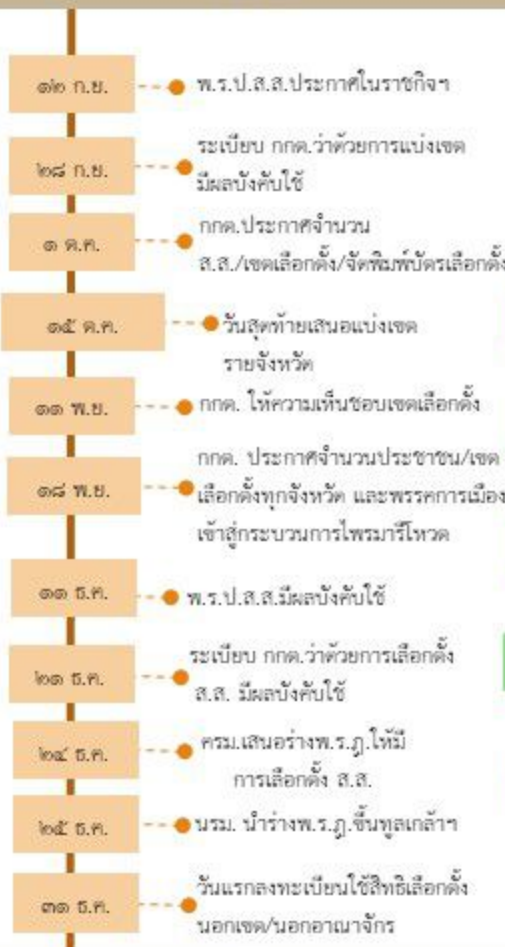 ๑๒ ก.ย.
พ.ร.ป.ส.ส.ประกาศในราชกิจฯ
๒๘ ก.ย.
ระเบียบ กกต.ว่าด้วยการแบ่งเขต
มีผลบังคับใช้
๑ ต.ค.
กกต.ประกาศจำนวน
ส.ส./เขตเลือกตั้ง/จัดพิมพ์บัตรเลือกตั้ง
๑๕ ต.ค.
วันสุดท้ายเสนอแบ่งเขต
รายจังหวัด
๑๑ พ.ย.
กกต. ให้ความเห็นชอบเขตเลือกตั้ง
๑๘ พ.ย.
กกต. ประกาศจำนวนประชาชน/เขต
เลือกตั้งทุกจังหวัด และพรรคการเมือง
เข้าสู่กระบวนการไพรมารีโหวต
๑๑ ธ.ค.
พ.ร.ป.ส.ส.มีผลบังคับใช้
๒๑ ธ.ค.
ระเบียบ กกต.ว่าด้วยการเลือกตั้ง
ส.ส. มีผลบังคับใช้
๒๔ ธ.ค.
ครม.เสนอร่างพ.ร.ฎ.ให้มี
การเลือกตั้ง ส.ส.
๒๕ ธ.ค.
นรม. นำร่างพ.ร.ฎ.ขึ้นทูลเกล้าฯ
๓๑ ธ.ค.
วันแรกลงทะเบียนใช้สิทธิเลือกตั้ง
นอกเขต/นอกอาณาจักร